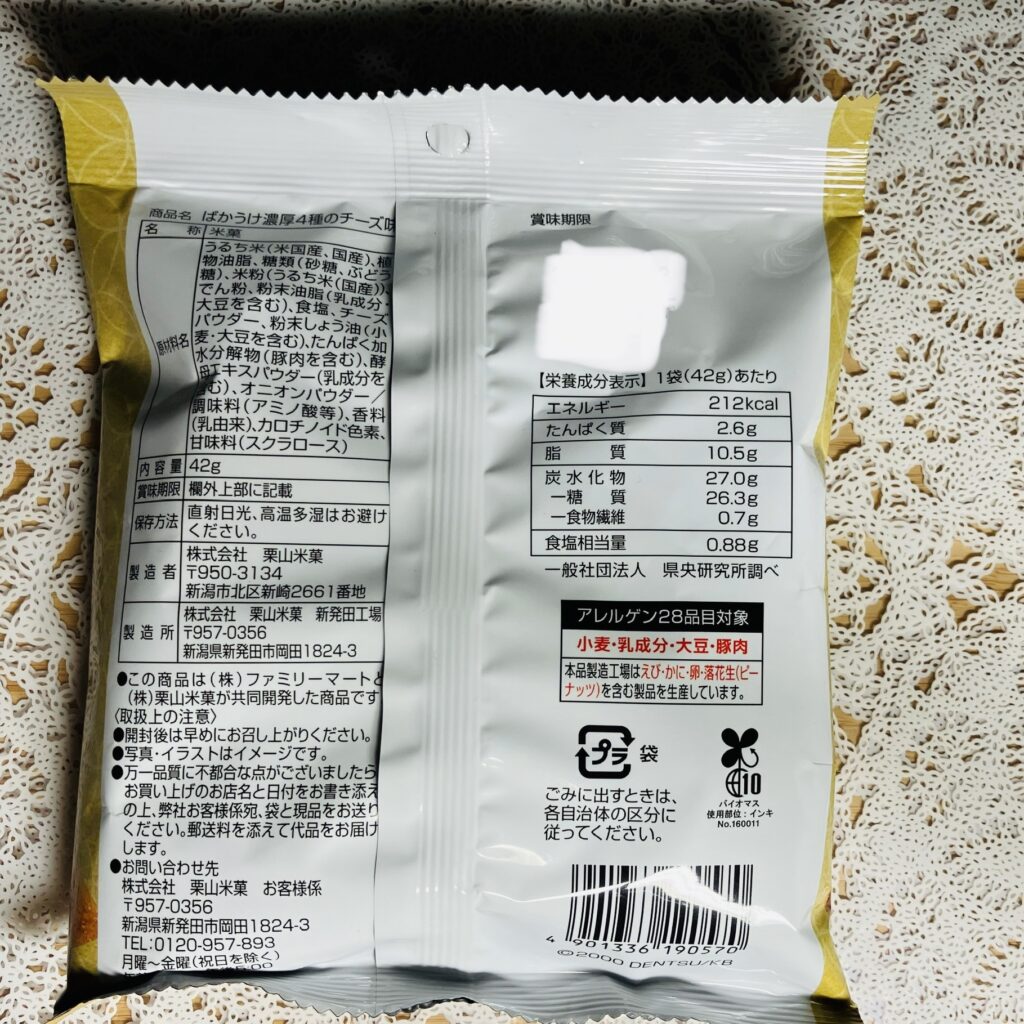 商品名 ばかうけ濃厚4種のチーズ味
名称 米菓
原材料名
うるち米(米国産、国産)、植
物油脂、糖類(砂糖、ぶどう
糖)、米粉(うるち米(国産))、
でん粉、粉末油脂(乳成分・
大豆を含む)、食塩、チーズ
パウダー、粉末しょう油(小
麦・大豆を含む)、たんぱく加
水分解物(豚肉を含む)、酵
母エキスパウダー(乳成分を
含む)、オニオンパウダー/
調味料(アミノ酸等)、香料
(乳由来)、カロチノイド色素、
甘味料(スクラロース)
内容量 42g
賞味期限 欄外上部に記載
保存方法 直射日光、高温多湿はお避け
ください。
製造者
株式会社 栗山米菓
〒950-3134
新潟市北区新崎2661番地
製造所
株式会社 栗山米菓 新発田工場
〒957-0356
新潟県新発田市岡田1824-3
●この商品は(株)ファミリーマートと
(株)栗山米菓が共同開発した商品です
〈取扱上の注意〉
●開封後は早めにお召し上がりください。
●写真・イラストはイメージです。
●万一品質に不都合な点がございましたら
お買い上げのお店名と日付をお書き添え
の上、弊社お客様係宛、袋と現品をお送り
ください。郵送料を添えて代品をお届け
します。
●お問い合わせ先
株式会社 栗山米菓 お客様係
〒957-0356
新潟県新発田市岡田1824-3
TEL:0120-957-893
月曜~金曜(祝日を除く)
賞味期限
【栄養成分表示】1袋(42g)あたり
エネルギー 212kcal
たんぱく質 2.6g
脂質 10.5g
炭水化物 27.0g
―糖質 26.3g
―食物繊維 0.7g
食塩相当量 0.88g
一般社団法人 県央研究所調べ
アレルゲン28品目対象
小麦・乳成分・大豆・豚肉
本品製造工場はえび・かに・卵・落花生(ピー
ナッツ)を含む製品を生産しています。
プラ 袋
ごみに出すときは、
各自治体の区分に
従ってください。
10
バイオマス
使用部位:インキ
No.160011
4 901336 190570
©2000 DENTSU/KB